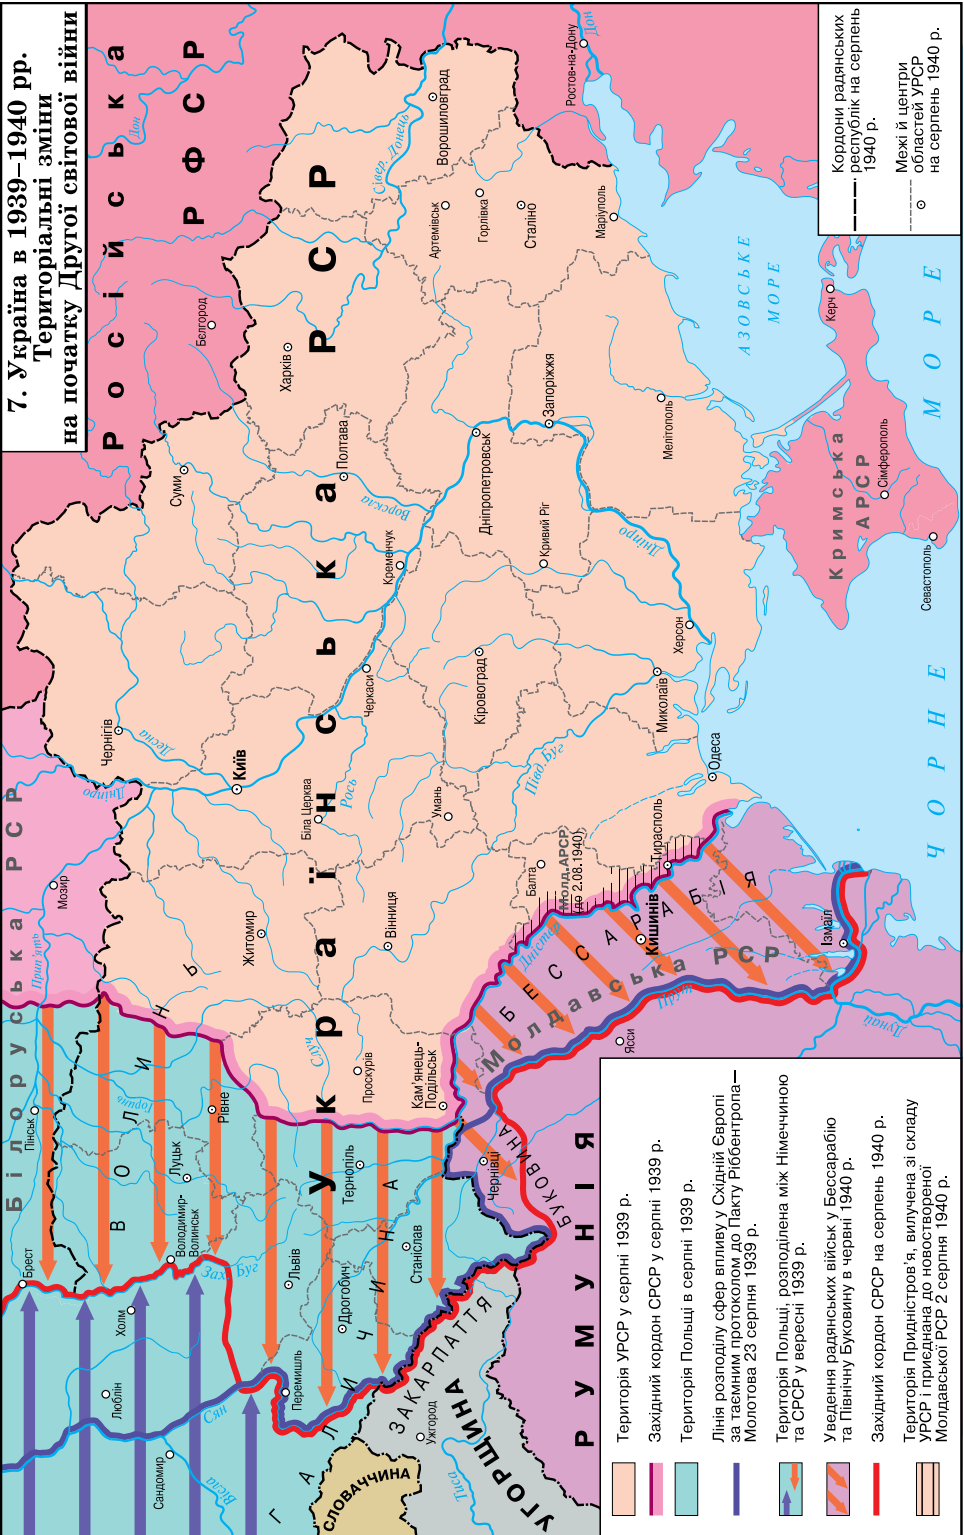 7. Україна в 1939–1940 рр.
Територіальні зміни
на початку Другої світової війни
Російська
РФСР
Білоруська РСР
Українська РСР
Кримська
АРСР
Молдавська РСР
Молд.АРСР
(до 2.08.1940)
РУМУНІЯ
УГОРЩИНА
СЛОВАЧЧИНА
ЗАКАРПАТТЯ
БУКОВИНА
БЕССАРАБІЯ
ВОЛИНЬ
ГАЛИЧИНА
ЧОРНЕ МОРЕ
АЗОВСЬКЕ
МОРЕ
Дон
Дон
Сівер. Донець
Ворскла
Дніпро
Дніпро
Десна
Рось
Півд.Буг
Прип'ять
Случ
Горинь
Зах. Буг
Сян
Вісла
Тиса
Дністер
Прут
Дунай
Пінськ
Брест
Мозир
Холм
Люблін
Сандомир
Володимир-
Волинськ
Луцьк
Рівне
Львів
Перемишль
Дрогобич
Тернопіль
Станіслав
Чернівці
Ужгород
Проскурів
Кам'янець-
Подільськ
Житомир
Вінниця
Київ
Біла Церква
Умань
Чернігів
Черкаси
Суми
Полтава
Кременчук
Харків
Бєлгород
Ворошиловград
Артемівськ
Горлівка
Сталіно
Маріуполь
Ростов-на-Дону
Дніпропетровськ
Запоріжжя
Кривий Ріг
Кіровоград
Мелітополь
Херсон
Миколаїв
Одеса
Балта
Тирасполь
Кишинів
Ізмаїл
Ясси
Керч
Сімферополь
Севастополь
Кордони радянських
республік на серпень
1940 р.
Межі й центри
областей УРСР
на серпень 1940 р.
Територія УРСР у серпні 1939 р.
Західний кордон СРСР у серпні 1939 р.
Територія Польщі в серпні 1939 р.
Лінія розподілу сфер впливу у Східній Європі
за таємним протоколом до Пакту Ріббентропа—
Молотова 23 серпня 1939 р.
Територія Польщі, розподілена між Німеччиною
та СРСР у вересні 1939 р.
Уведення радянських військ у Бессарабію
та Північну Буковину в червні 1940 р.
Західний кордон СРСР на серпень 1940 р.
Територія Придністров'я, вилучена зі складу
УРСР і приєднана до новоствореної
Молдавської РСР 2 серпня 1940 р.